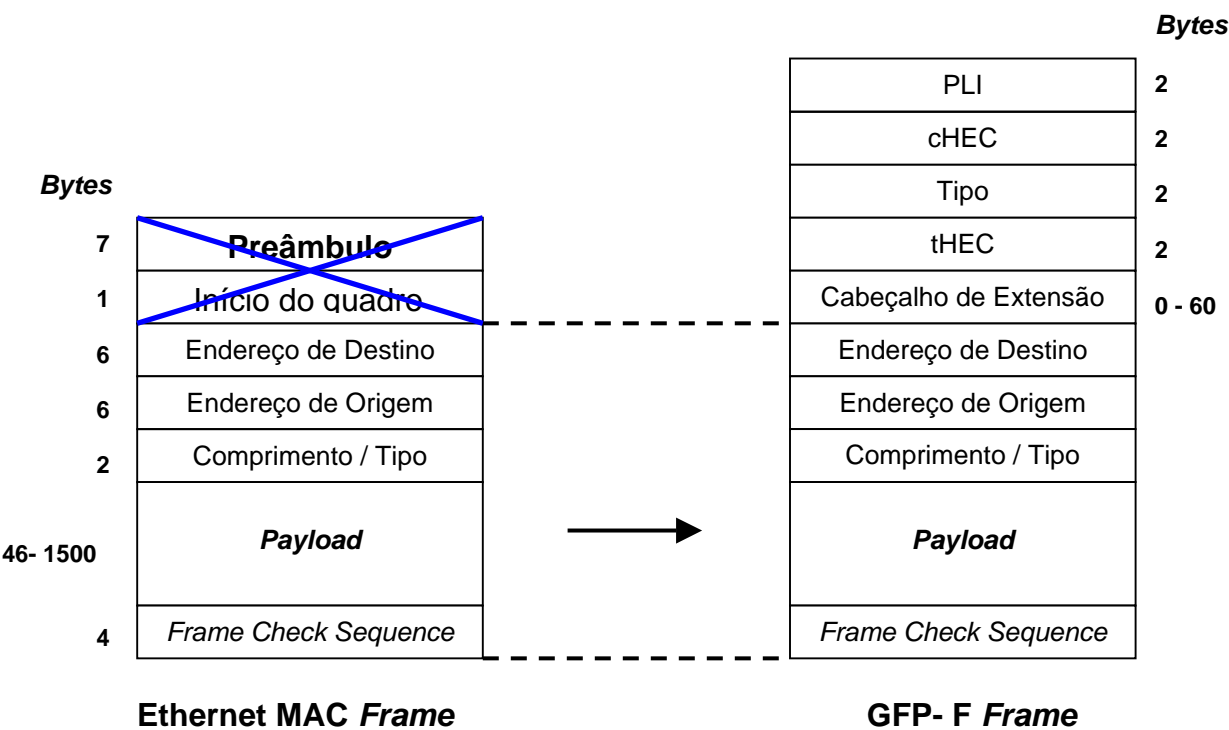 Bytes
7
Preâmbulo
1
Início do quadro
6
Endereço de Destino
6
Endereço de Origem
2
Comprimento / Tipo
46- 1500
Payload
4
Frame Check Sequence
Ethernet MAC Frame
Bytes
PLI
2
cHEC
2
Tipo
2
tHEC
2
Cabeçalho de Extensão
0 - 60
Endereço de Destino
Endereço de Origem
Comprimento / Tipo
Payload
Frame Check Sequence
GFP- F Frame